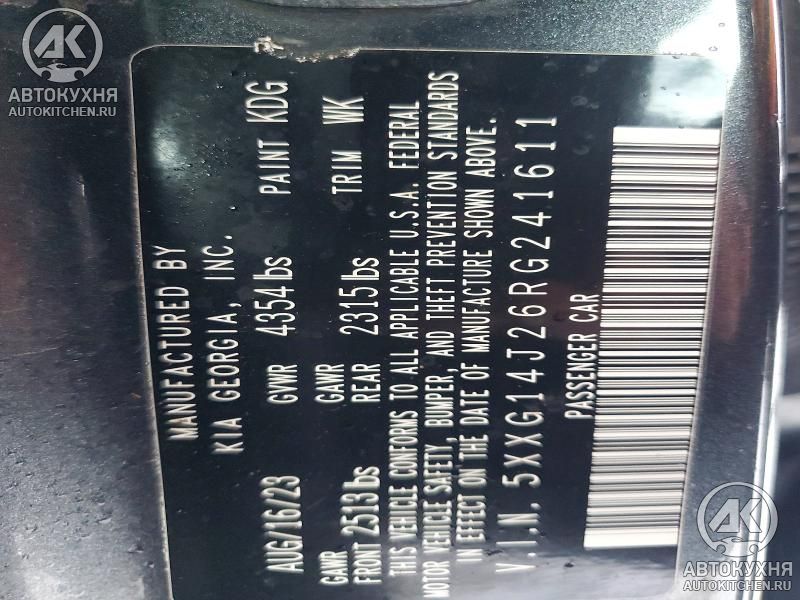 MANUFACTURED BY
KIA GEORGIA, INC.
AUG/16/23 GVWR 4354lbs PAINT KDG
GAWR GAWR
FRONT 2513lbs REAR 2315lbs TRIM WK
THIS VEHICLE CONFORMS TO ALL APPLICABLE U.S.A. FEDERAL
MOTOR VEHICLE SAFETY, BUMPER, AND THEFT PREVENTION STANDARDS
IN EFFECT ON THE DATE OF MANUFACTURE SHOWN ABOVE.
V.I.N. 5XXG14J26RG241611
PASSENGER CAR
АК
АВТОКУХНЯ
AUTOKITCHEN.RU
АК
АВТОКУХНЯ
AUTOKITCHEN.RU